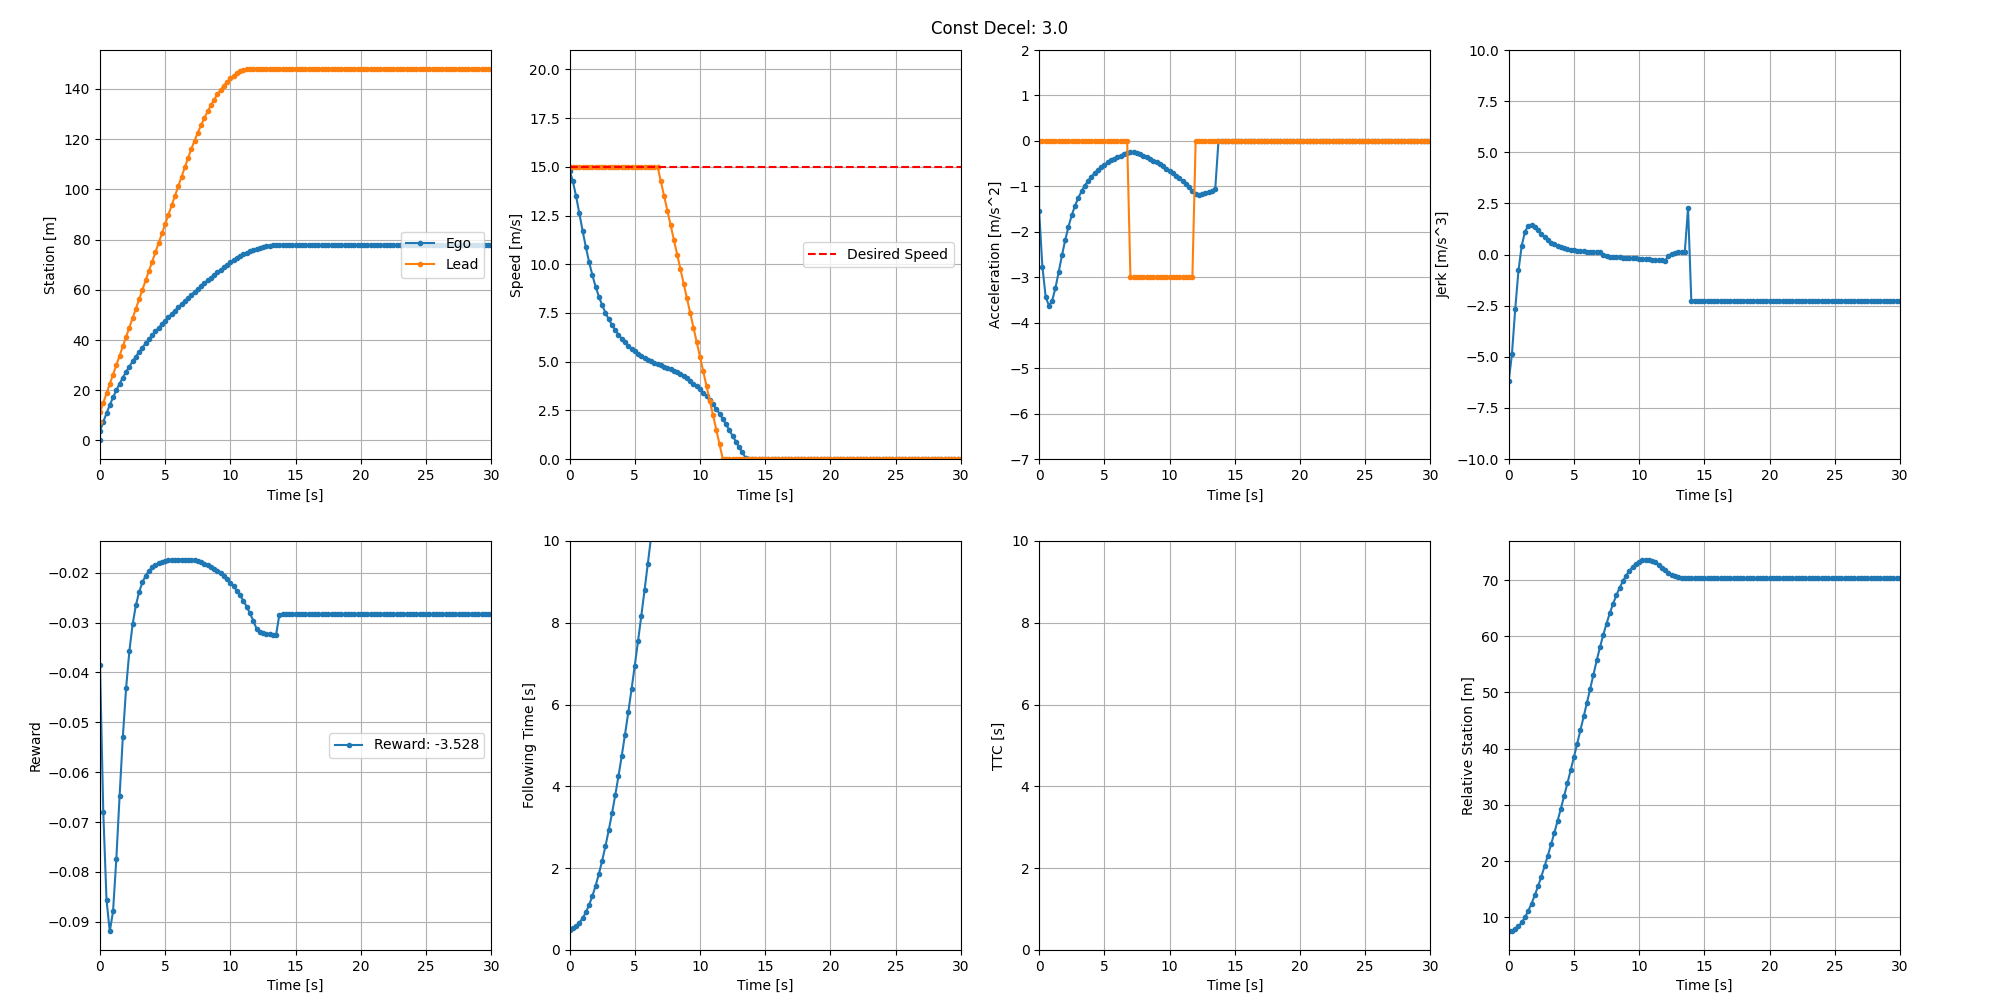 Const Decel: 3.0
Station [m]
140
120
100
80
60
40
20
0
Ego
Lead
0 5 10 15 20 25 30
Time [s]
Speed [m/s]
20.0
17.5
15.0
12.5
10.0
7.5
5.0
2.5
0.0
Desired Speed
0 5 10 15 20 25 30
Time [s]
Acceleration [m/s^2]
2
1
0
−1
−2
−3
−4
−5
−6
−7
0 5 10 15 20 25 30
Time [s]
Jerk [m/s^3]
10.0
7.5
5.0
2.5
0.0
−2.5
−5.0
−7.5
−10.0
0 5 10 15 20 25 30
Time [s]
Reward
−0.02
−0.03
−0.04
−0.05
−0.06
−0.07
−0.08
−0.09
Reward: -3.528
0 5 10 15 20 25 30
Time [s]
Following Time [s]
10
8
6
4
2
0
0 5 10 15 20 25 30
Time [s]
TTC [s]
10
8
6
4
2
0
0 5 10 15 20 25 30
Time [s]
Relative Station [m]
70
60
50
40
30
20
10
0 5 10 15 20 25 30
Time [s]